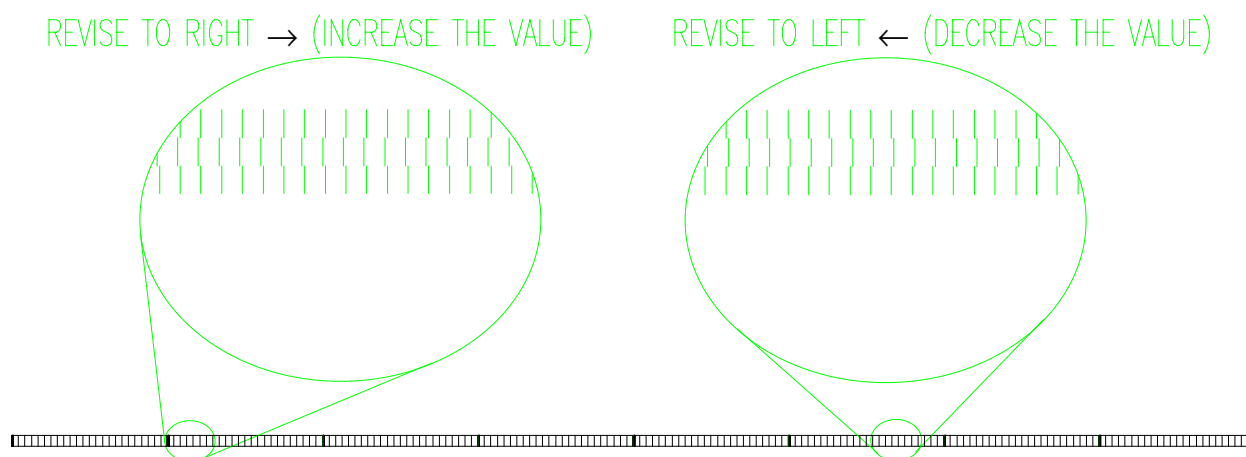 REVISE TO RIGHT → (INCREASE THE VALUE)
REVISE TO LEFT ← (DECREASE THE VALUE)